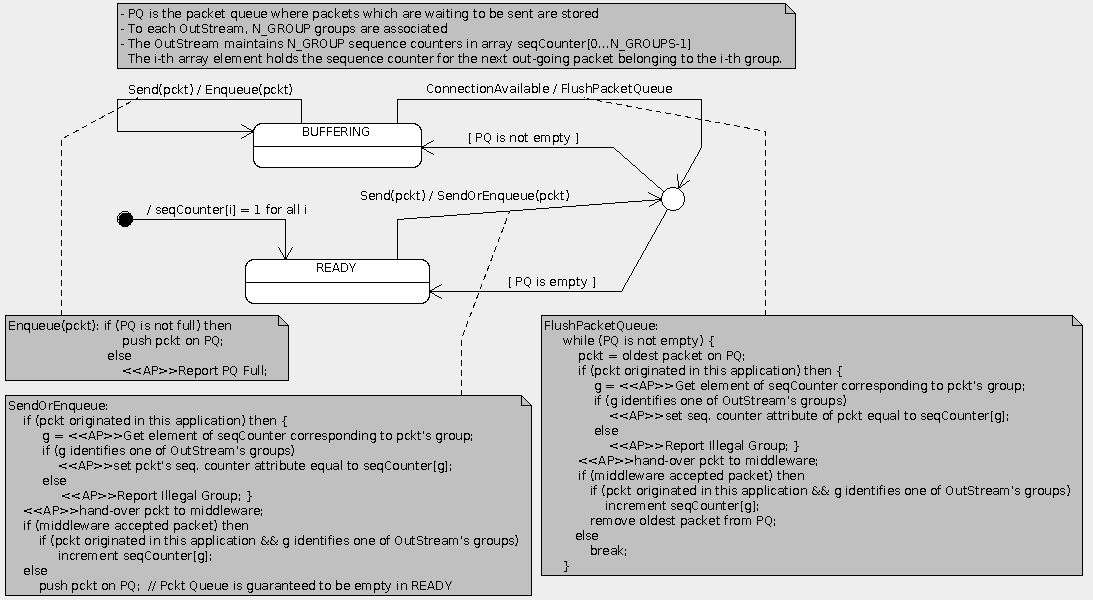 - PQ is the packet queue where packets which are waiting to be sent are stored
- To each OutStream, N_GROUP groups are associated
- The OutStream maintains N_GROUP sequence counters in array seqCounter[0...N_GROUPS-1]
The i-th array element holds the sequence counter for the next out-going packet belonging to the i-th group.
Send(pckt) / Enqueue(pckt)
ConnectionAvailable / FlushPacketQueue
BUFFERING
[ PQ is not empty ]
Send(pckt) / SendOrEnqueue(pckt)
/ seqCounter[i] = 1 for all i
READY
[ PQ is empty ]
Enqueue(pckt): if (PQ is not full) then
push pckt on PQ;
else
<<AP>>Report PQ Full;
SendOrEnqueue:
if (pckt originated in this application) then {
g = <<AP>>Get element of seqCounter corresponding to pckt's group;
if (g identifies one of OutStream's groups)
<<AP>>set pckt's seq. counter attribute equal to seqCounter[g];
else
<<AP>>Report Illegal Group; }
<<AP>>hand-over pckt to middleware;
if (middleware accepted packet) then
if (pckt originated in this application && g identifies one of OutStream's groups)
increment seqCounter[g];
else
push pckt on PQ;  // Pckt Queue is guaranteed to be empty in READY
FlushPacketQueue:
while (PQ is not empty) {
pckt = oldest packet on PQ;
if (pckt originated in this application) then {
g = <<AP>>Get element of seqCounter corresponding to pckt's group;
if (g identifies one of OutStream's groups)
<<AP>>set seq. counter attribute of pckt equal to seqCounter[g];
else
<<AP>>Report Illegal Group; }
<<AP>>hand-over pckt to middleware;
if (middleware accepted packet) then
if (pckt originated in this application && g identifies one of OutStream's groups)
increment seqCounter[g];
remove oldest packet from PQ;
else
break;
}